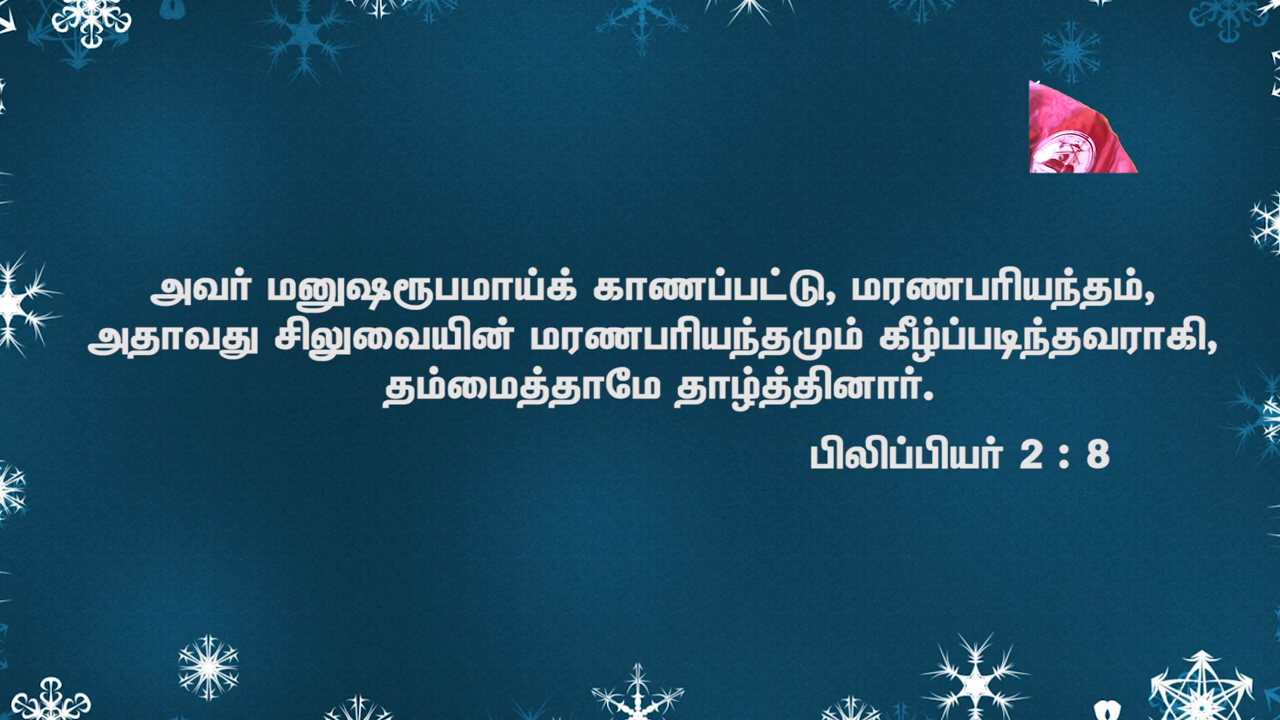 அவர் மனுஷரூபமாய்க் காணப்பட்டு, மரணபரியந்தம்,
அதாவது சிலுவையின் மரணபரியந்தமும் கீழ்ப்படிந்தவராகி,
தம்மைத்தாமே தாழ்த்தினார்.
பிலிப்பியர் 2 : 8